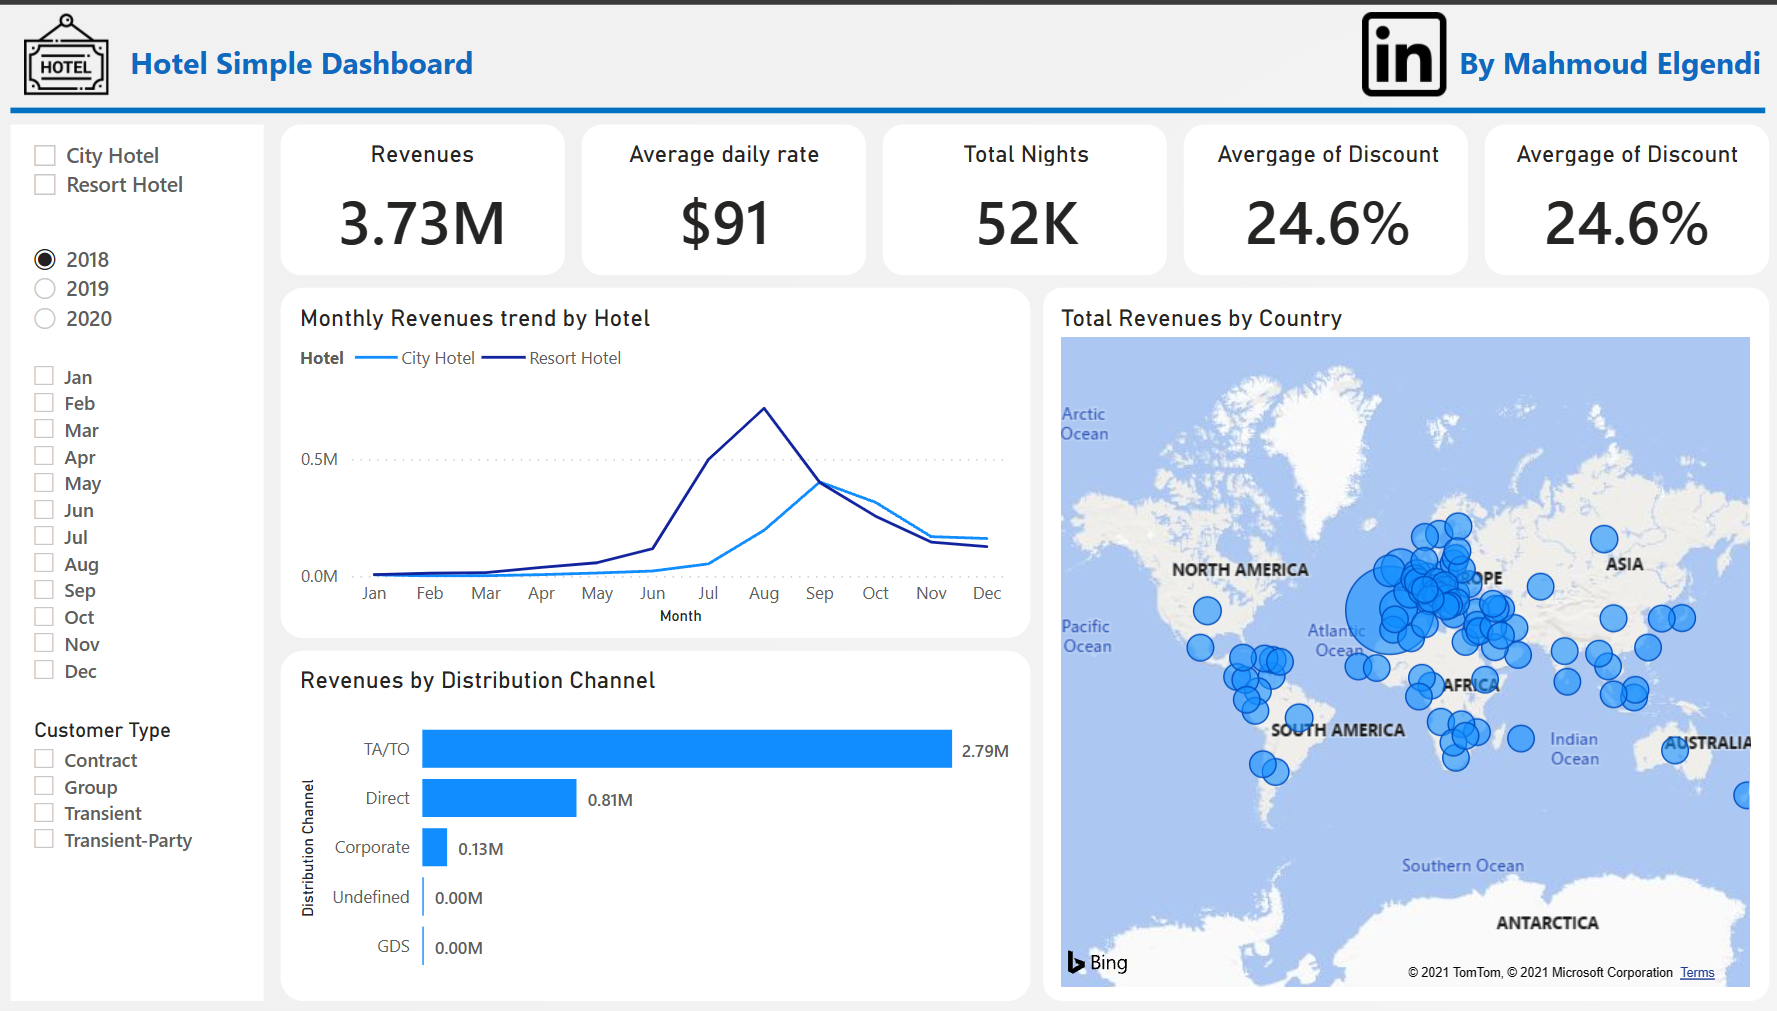 HOTEL
Hotel Simple Dashboard
in
By Mahmoud Elgendi
City Hotel
Resort Hotel
2018
2019
2020
Jan
Feb
Mar
Apr
May
Jun
Jul
Aug
Sep
Oct
Nov
Dec
Customer Type
Contract
Group
Transient
Transient-Party
Revenues
3.73M
Average daily rate
$91
Total Nights
52K
Avergage of Discount
24.6%
Avergage of Discount
24.6%
Monthly Revenues trend by Hotel
Hotel City Hotel Resort Hotel
0.5M
0.0M
Jan Feb Mar Apr May Jun Jul Aug Sep Oct Nov Dec
Month
Revenues by Distribution Channel
Distribution Channel
TA/TO 2.79M
Direct 0.81M
Corporate 0.13M
Undefined 0.00M
GDS 0.00M
Total Revenues by Country
Arctic
Ocean
NORTH AMERICA
ASIA
Pacific
Ocean
Atlantic
Ocean
AFRICA
SOUTH AMERICA
Indian
Ocean
AUSTRALIA
Southern Ocean
ANTARCTICA
Bing
© 2021 TomTom, © 2021 Microsoft Corporation Terms